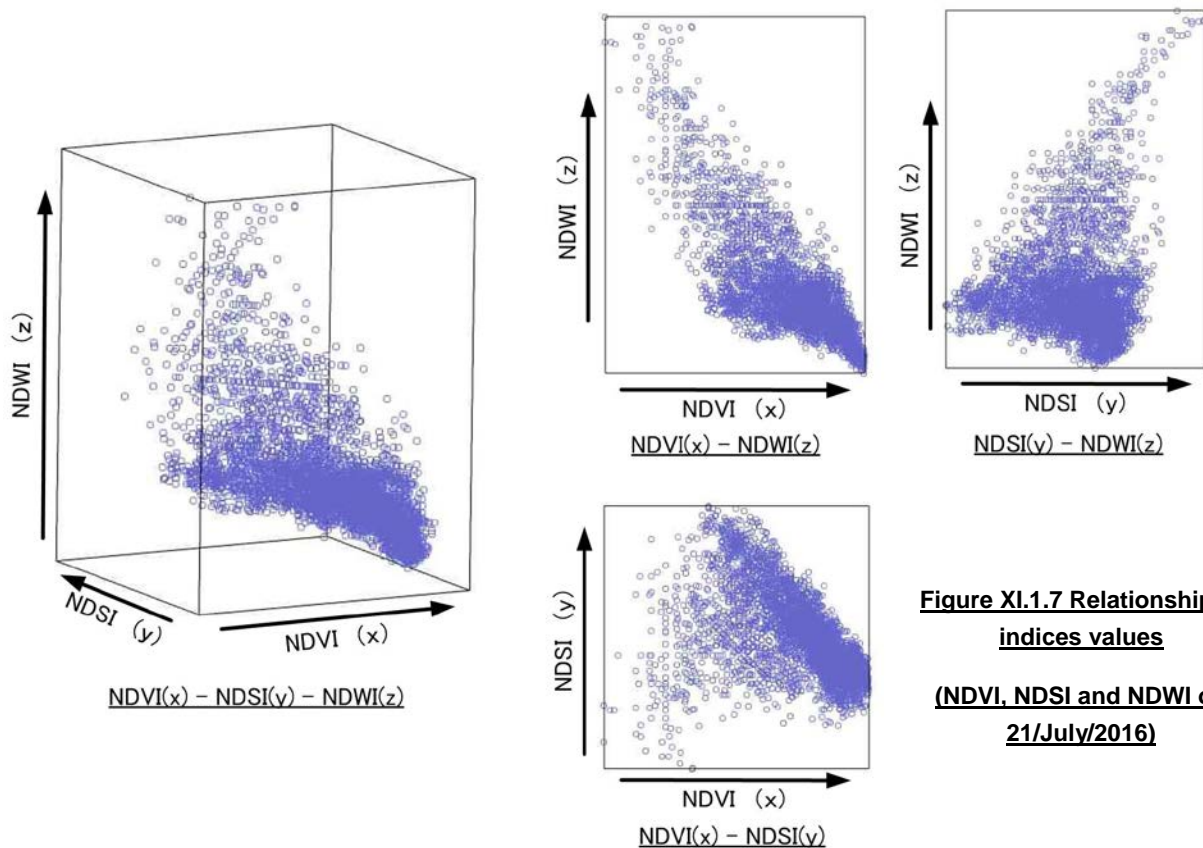 NDWI (z)
NDSI (y)
NDVI (x)
NDVI(x) – NDSI(y) – NDWI(z)
NDWI (z)
NDVI (x)
NDVI(x) – NDWI(z)
NDWI (z)
NDSI (y)
NDSI(y) – NDWI(z)
NDSI (y)
NDVI (x)
NDVI(x) – NDSI(y)
Figure XI.1.7 Relationship
indices values
(NDVI, NDSI and NDWI
21/July/2016)